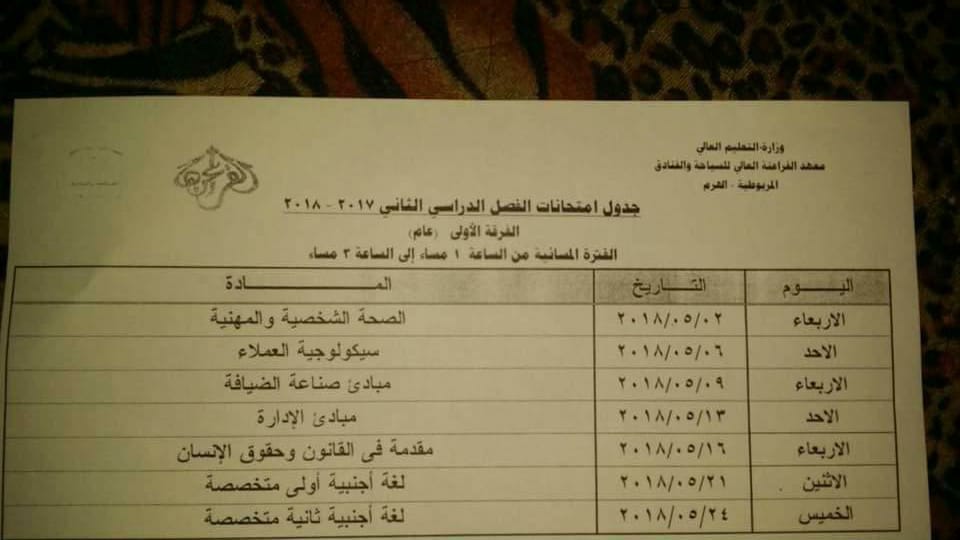 وزارة التعليم العالي
معهد الفراعنة العالي للسياحة والفنادق
المريوطية - الهرم
جدول امتحانات الفصل الدراسي الثاني ٢٠١٧ - ٢٠١٨
الفرقة الأولى (عام)
الفترة المسائية من الساعة ١ مساء إلى الساعة ٣ مساء
اليـــوم التـاريخ المـــــادة
الاربعاء ٢٠١٨/٠٥/٠٢ الصحة الشخصية والمهنية
الاحد ٢٠١٨/٠٥/٠٦ سيكولوجية العملاء
الاربعاء ٢٠١٨/٠٥/٠٩ مبادئ صناعة الضيافة
الاحد ٢٠١٨/٠٥/١٣ مبادئ الإدارة
الاربعاء ٢٠١٨/٠٥/١٦ مقدمة فى القانون وحقوق الإنسان
الاثنين ٢٠١٨/٠٥/٢١ لغة أجنبية أولى متخصصة
الخميس ٢٠١٨/٠٥/٢٤ لغة أجنبية ثانية متخصصة